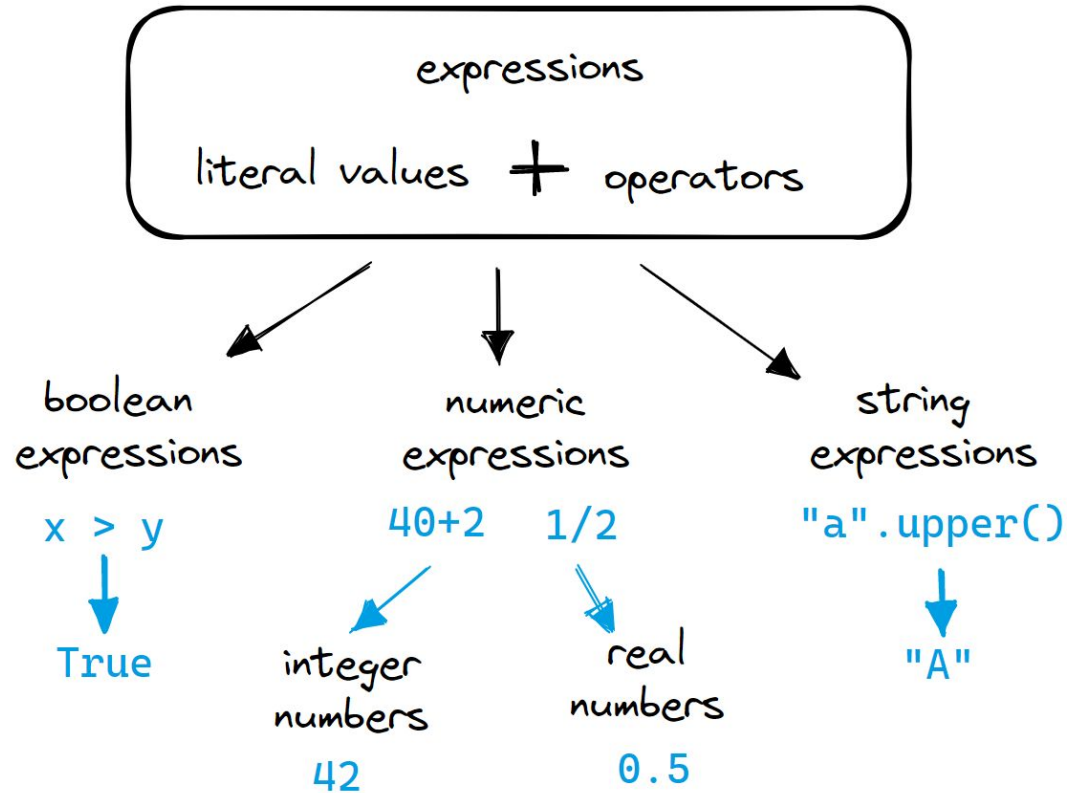 expressions
literal values + operators
boolean expressions
numeric expressions
string expressions
x > y
40+2
1/2
"a".upper()
True
integer numbers
real numbers
"A"
42
0.5